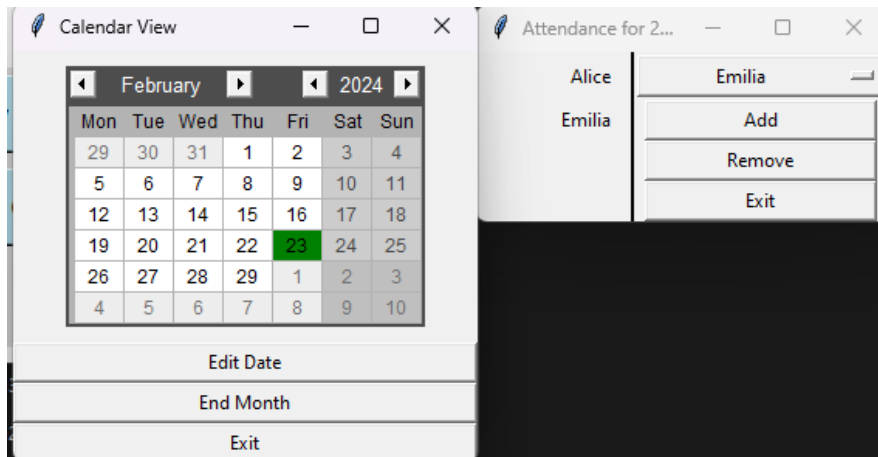 Calendar View
February 2024
Mon Tue Wed Thu Fri Sat Sun
29 30 31 1 2 3 4
5 6 7 8 9 10 11
12 13 14 15 16 17 18
19 20 21 22 23 24 25
26 27 28 29 1 2 3
4 5 6 7 8 9 10
Edit Date
End Month
Exit
Attendance for 2...
Alice
Emilia
Emilia
Add
Remove
Exit